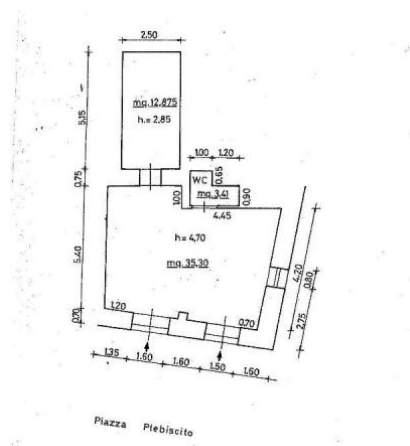 2,50
mq.12,875
h.= 2,85
5,15
1,00 1,20
0,65
WC
mq.3,41
0,90
0,75
1,00
4,45
h=4,70
mq.35,30
5,40
4,20
0,80
2,75
1,20
0,70
0,70
1,35 1,60 1,60 1,50 1,60
Piazza Plebiscito